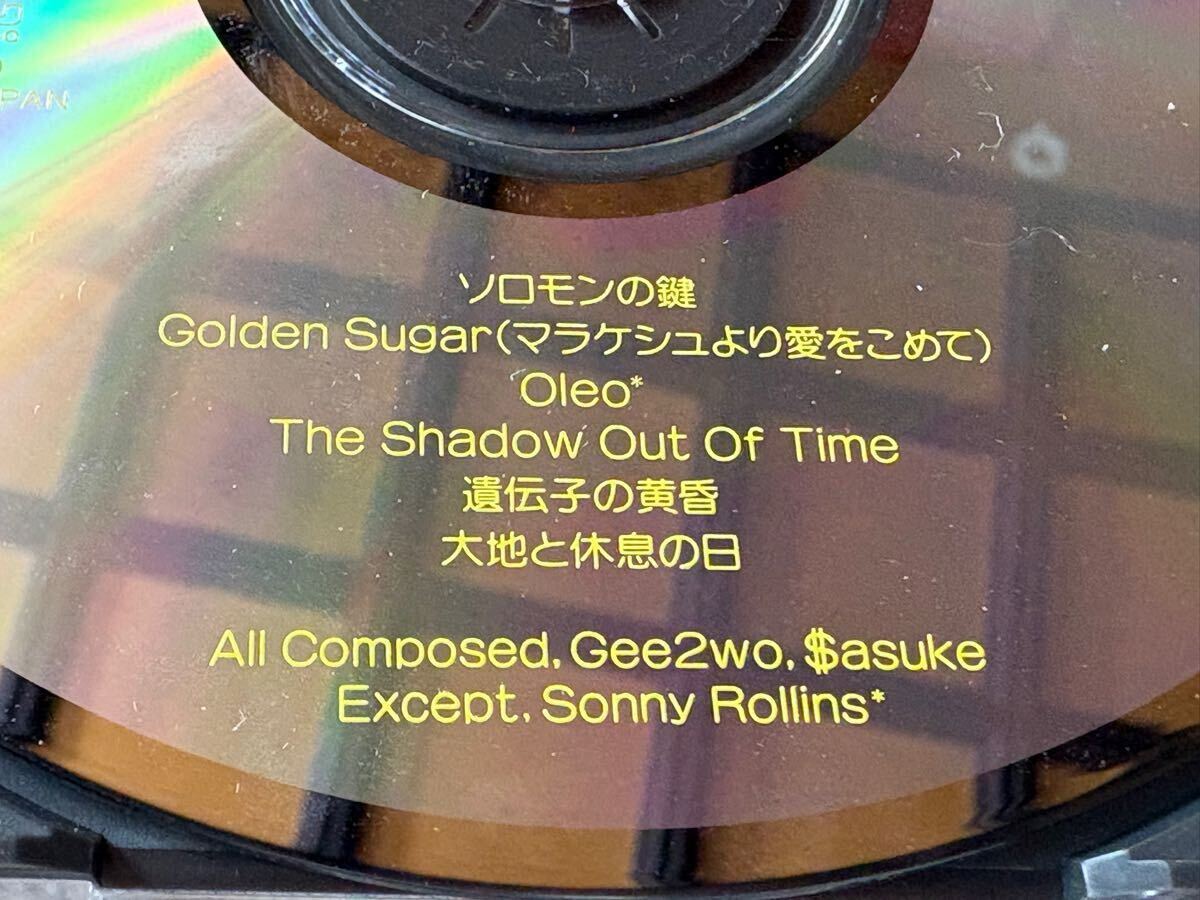 PAN
ソロモンの鍵
Golden Sugar(マラケシュより愛をこめて)
Oleo*
The Shadow Out Of Time
遺伝子の黄昏
大地と休息の日
All Composed, Gee2wo, $asuke
Except, Sonny Rollins*